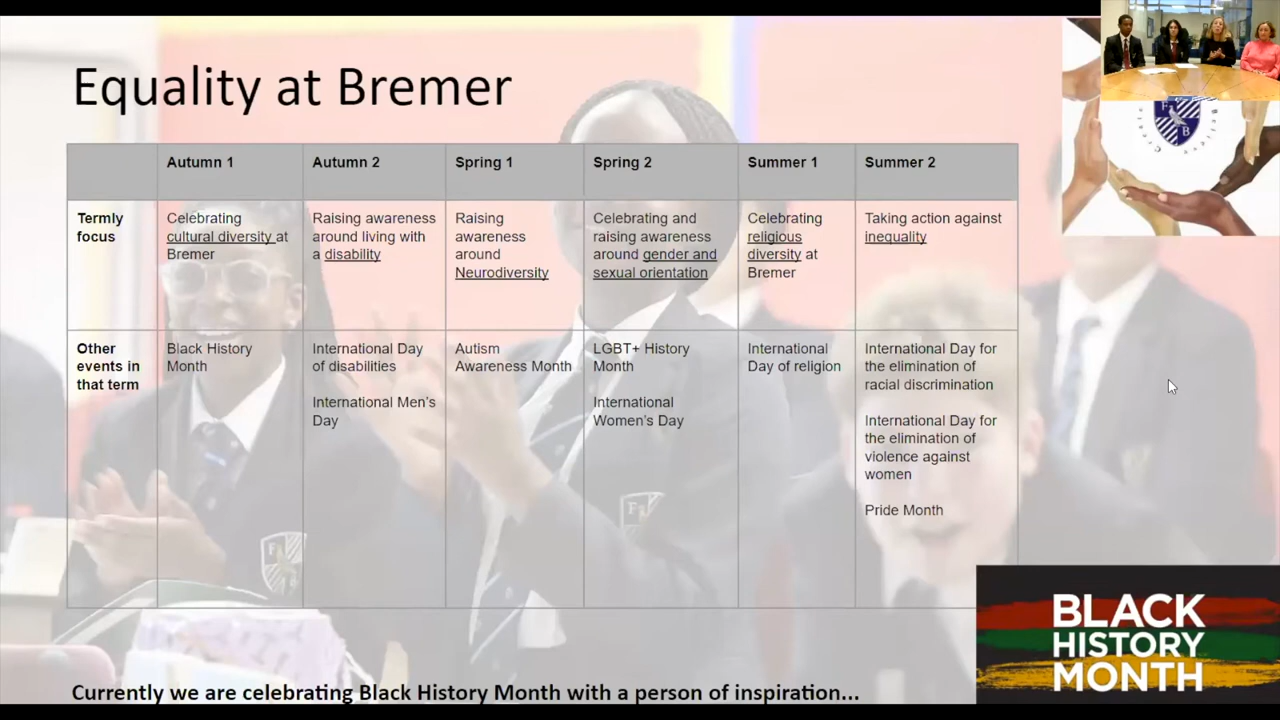 Equality at Bremer
Autumn 1
Autumn 2
Spring 1
Spring 2
Summer 1
Summer 2
Termly
focus
Celebrating
cultural diversity at
Bremer
Raising awareness
around living with
a disability
Raising
awareness
around
Neurodiversity
Celebrating and
raising awareness
around gender and
sexual orientation
Celebrating
religious
diversity at
Bremer
Taking action against
inequality
Other
events in
that term
Black History
Month
International Day
of disabilities
International Men's
Day
Autism
Awareness Month
LGBT+ History
Month
International
Women's Day
International
Day of religion
International Day for
the elimination of
racial discrimination
International Day for
the elimination of
violence against
women
Pride Month
BLACK
HISTORY
MONTH
Currently we are celebrating Black History Month with a person of inspiration...